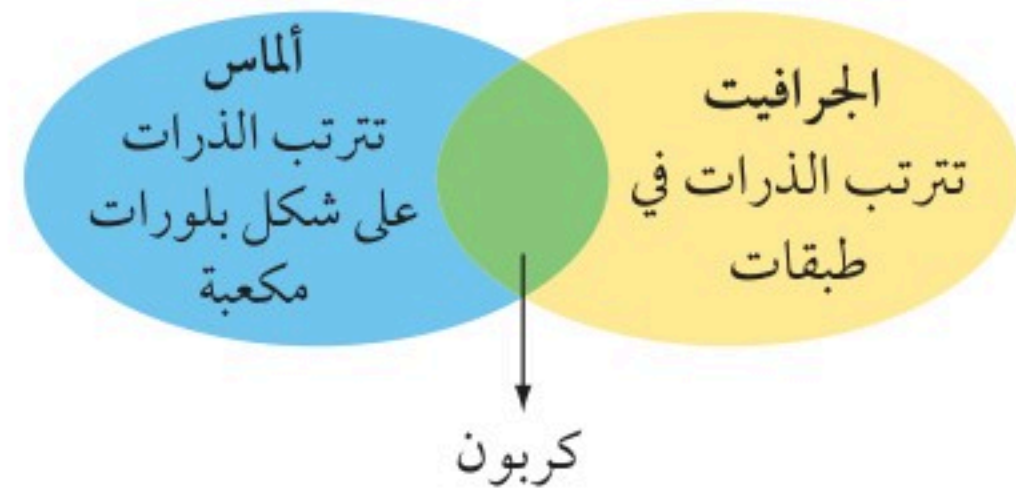 الجرافيت
تترتب الذرات في
طبقات
ألماس
تترتب الذرات
على شكل بلورات
مكعبة
كربون